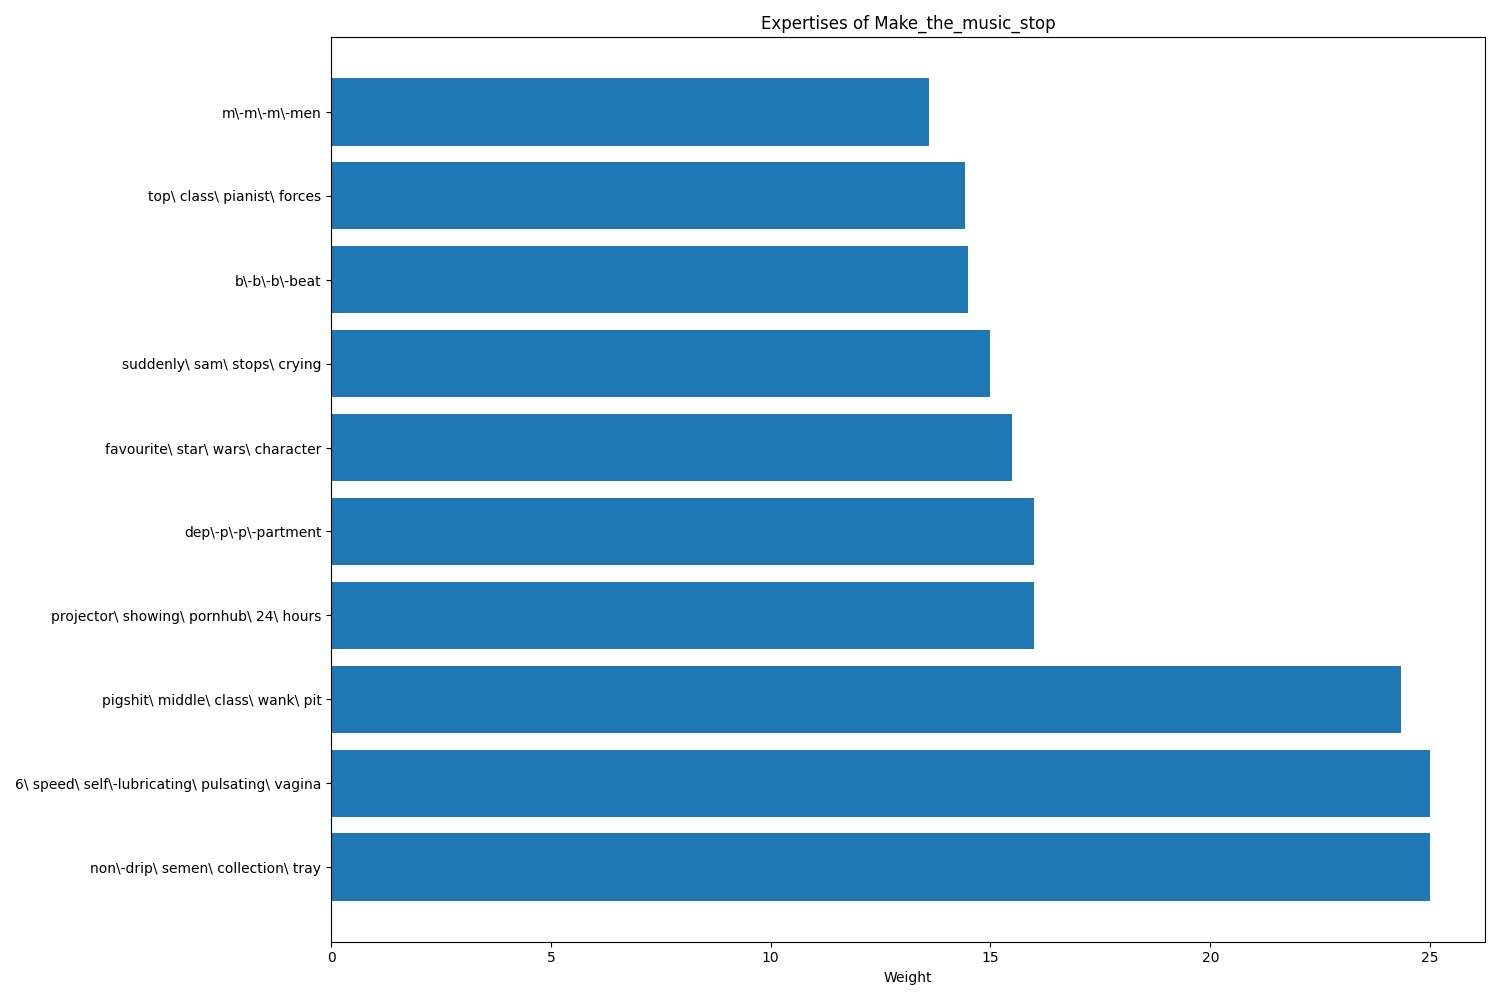 Expertises of Make_the_music_stop
m\-m\-m\-men
top\ class\ pianist\ forces
b\-b\-b\-beat
suddenly\ sam\ stops\ crying
favourite\ star\ wars\ character
dep\-p\-p\-partment
projector\ showing\ pornhub\ 24\ hours
pigshit\ middle\ class\ wank\ pit
6\ speed\ self\-lubricating\ pulsating\ vagina
non\-drip\ semen\ collection\ tray
0 5 10 15 20 25
Weight